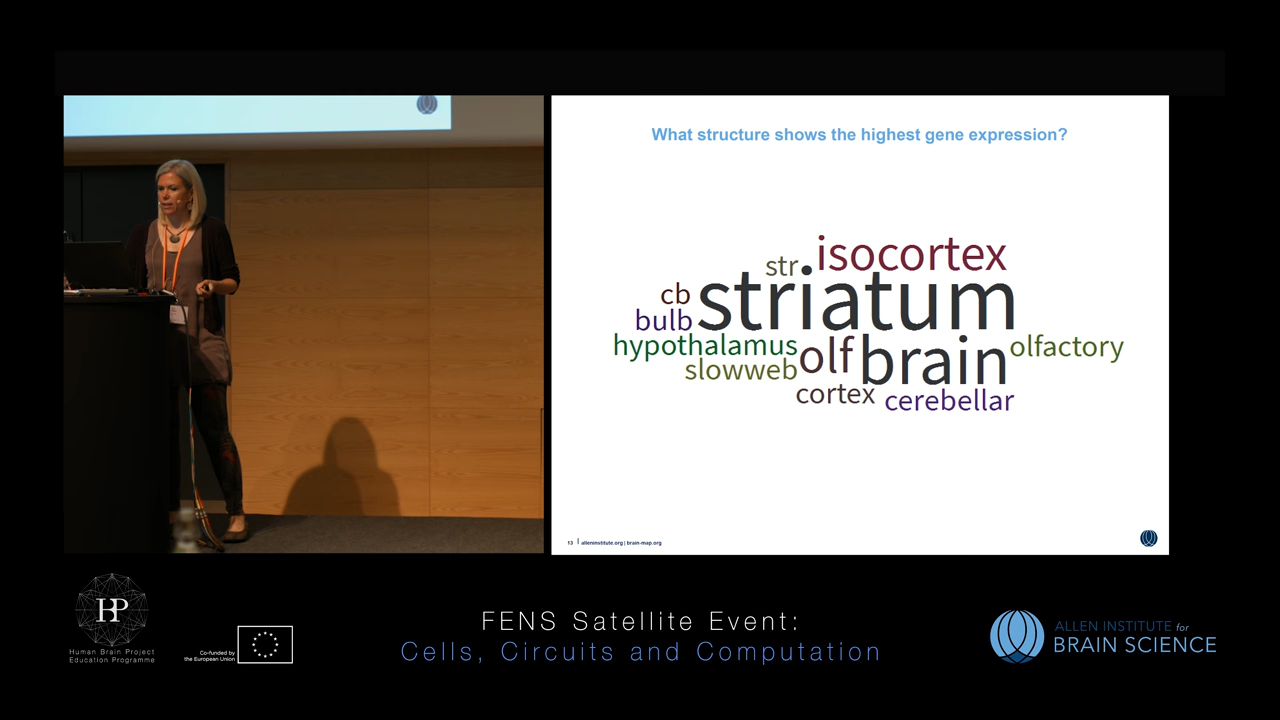 What structure shows the highest gene expression?
isocortex
str
striatum
cb
bulb
hypothalamus
olf
brain
olfactory
slowweb
cortex
cerebellar
13 | alleninstitute.org | brain-map.org
HBP
Human Brain Project
Education Programme
Co-funded by
the European Union
FENS Satellite Event:
Cells, Circuits and Computation
ALLEN INSTITUTE for
BRAIN SCIENCE